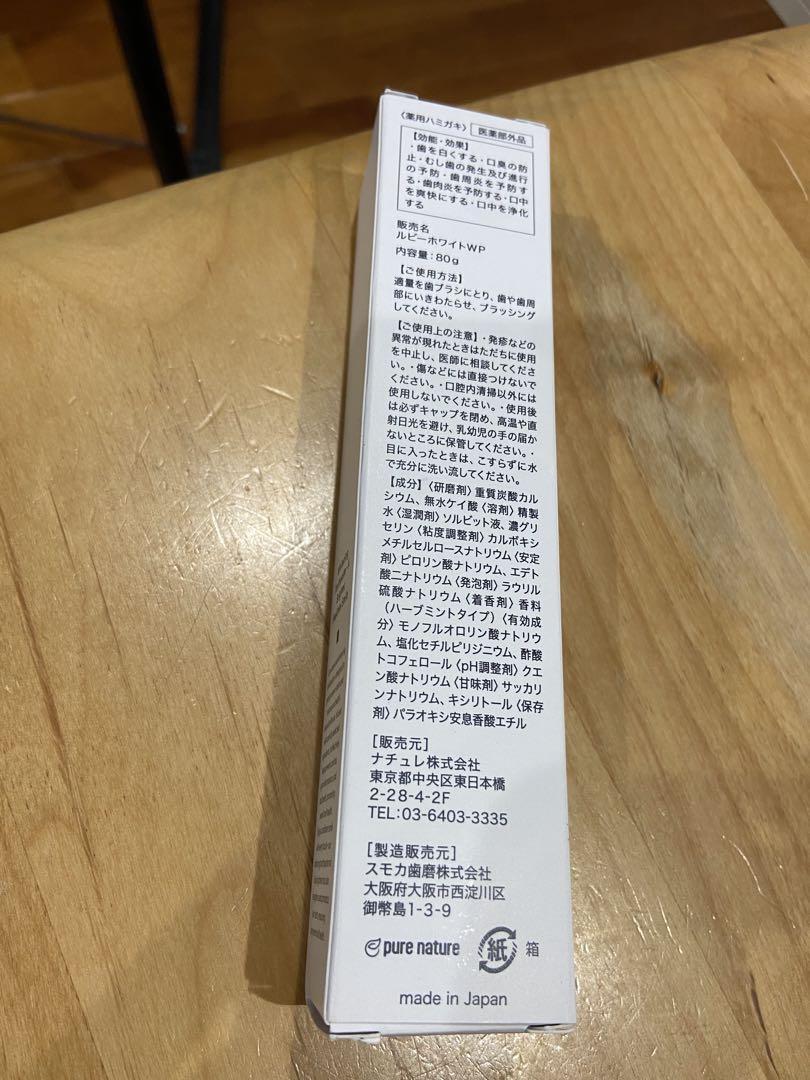 〈薬用ハミガキ〉 医薬部外品
【効能・効果】
・歯を白くする・口臭の防
止・むし歯の発生及び進行
の予防・歯周炎を予防す
る・歯肉炎を予防する・口中
を爽快にする・口中を浄化
する
販売名
ルビーホワイトWP
内容量:80g
【ご使用方法】
適量を歯ブラシにとり、歯や歯周
部にいきわたらせ、ブラッシング
してください。
【ご使用上の注意】・発疹などの
異常が現れたときはただちに使用
を中止し、医師に相談してくださ
い。・傷などには直接つけないで
ください。・口腔内清掃以外には
使用しないでください。・使用後
は必ずキャップを閉め、高温や直
射日光を避け、乳幼児の手の届か
ないところに保管してください。・
目に入ったときは、こすらずに水
で充分に洗い流してください。
【成分】〈研磨剤〉重質炭酸カル
シウム、無水ケイ酸〈溶剤〉精製
水〈湿潤剤〉ソルビット液、濃グリ
セリン〈粘度調整剤〉カルボキシ
メチルセルロースナトリウム〈安定
剤〉ピロリン酸ナトリウム、エデト
酸二ナトリウム〈発泡剤〉ラウリル
硫酸ナトリウム〈着香剤〉香料
(ハーブミントタイプ)〈有効成
分〉モノフルオロリン酸ナトリウ
ム、塩化セチルピリジニウム、酢酸
トコフェロール〈pH調整剤〉クエ
ン酸ナトリウム〈甘味剤〉サッカリ
ンナトリウム、キシリトール〈保存
剤〉パラオキシ安息香酸エチル
[販売元]
ナチュレ株式会社
東京都中央区東日本橋
2-28-4-2F
TEL:03-6403-3335
[製造販売元]
スモカ歯磨株式会社
大阪府大阪市西淀川区
御幣島1-3-9
pure nature 紙 箱
made in Japan